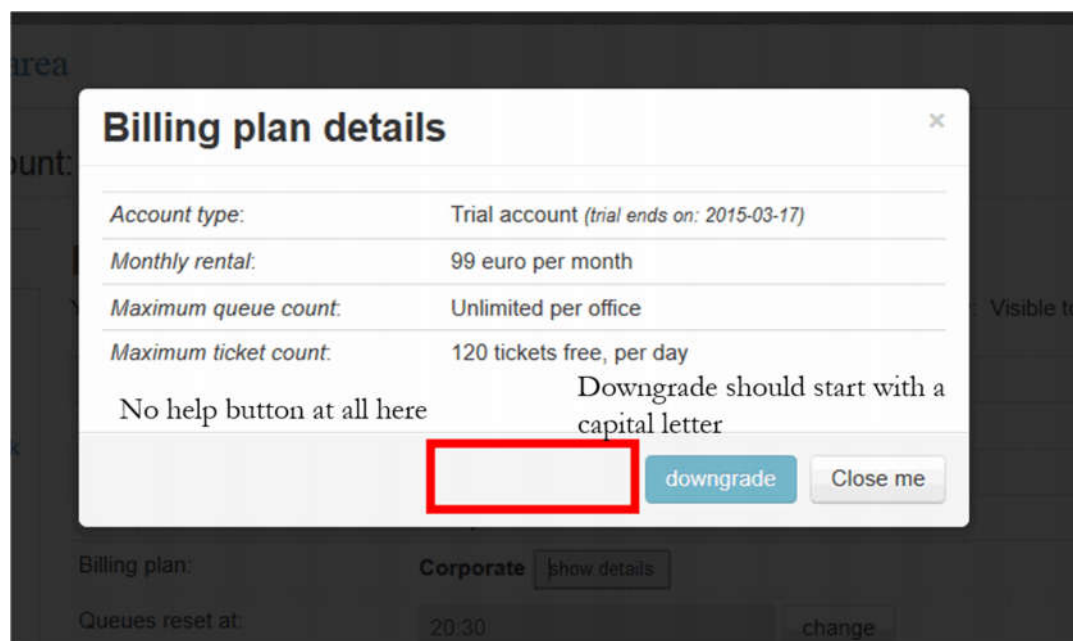 area
ount:
Billing plan details ×
Account type: Trial account (trial ends on: 2015-03-17)
Monthly rental: 99 euro per month
Maximum queue count: Unlimited per office
Visible to
Maximum ticket count: 120 tickets free, per day
No help button at all here
Downgrade should start with a
capital letter
downgrade Close me
Billing plan: Corporate show details
Queues reset at: 20:30 change